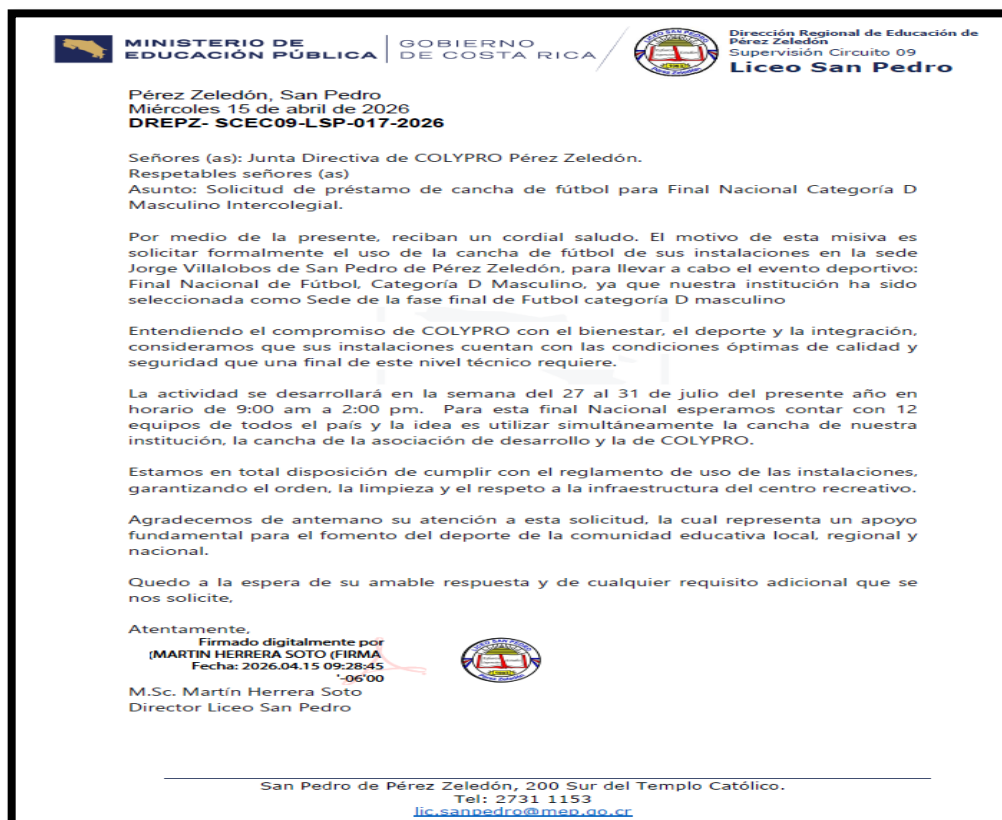 MINISTERIO DE
EDUCACIÓN PÚBLICA
GOBIERNO
DE COSTA RICA
Dirección Regional de Educación de
Pérez Zeledón
Supervisión Circuito 09
Liceo San Pedro
Pérez Zeledón, San Pedro
Miércoles 15 de abril de 2026
DREPZ- SCEC09-LSP-017-2026
Señores (as): Junta Directiva de COLYPRO Pérez Zeledón.
Respetables señores (as)
Asunto: Solicitud de préstamo de cancha de fútbol para Final Nacional Categoría D
Masculino Intercolegial.
Por medio de la presente, reciban un cordial saludo. El motivo de esta misiva es
solicitar formalmente el uso de la cancha de fútbol de sus instalaciones en la sede
Jorge Villalobos de San Pedro de Pérez Zeledón, para llevar a cabo el evento deportivo:
Final Nacional de Fútbol, Categoría D Masculino, ya que nuestra institución ha sido
seleccionada como Sede de la fase final de Futbol categoría D masculino
Entendiendo el compromiso de COLYPRO con el bienestar, el deporte y la integración,
consideramos que sus instalaciones cuentan con las condiciones óptimas de calidad y
seguridad que una final de este nivel técnico requiere.
La actividad se desarrollará en la semana del 27 al 31 de julio del presente año en
horario de 9:00 am a 2:00 pm. Para esta final Nacional esperamos contar con 12
equipos de todos el país y la idea es utilizar simultáneamente la cancha de nuestra
institución, la cancha de la asociación de desarrollo y la de COLYPRO.
Estamos en total disposición de cumplir con el reglamento de uso de las instalaciones,
garantizando el orden, la limpieza y el respeto a la infraestructura del centro recreativo.
Agradecemos de antemano su atención a esta solicitud, la cual representa un apoyo
fundamental para el fomento del deporte de la comunidad educativa local, regional y
nacional.
Quedo a la espera de su amable respuesta y de cualquier requisito adicional que se
nos solicite,
Atentamente,
Firmado digitalmente por
(MARTIN HERRERA SOTO (FIRMA
Fecha: 2026.04.15 09:28:45
'-06'00
M.Sc. Martín Herrera Soto
Director Liceo San Pedro
San Pedro de Pérez Zeledón, 200 Sur del Templo Católico.
Tel: 2731 1153
lic.sanpedro@mep.go.cr